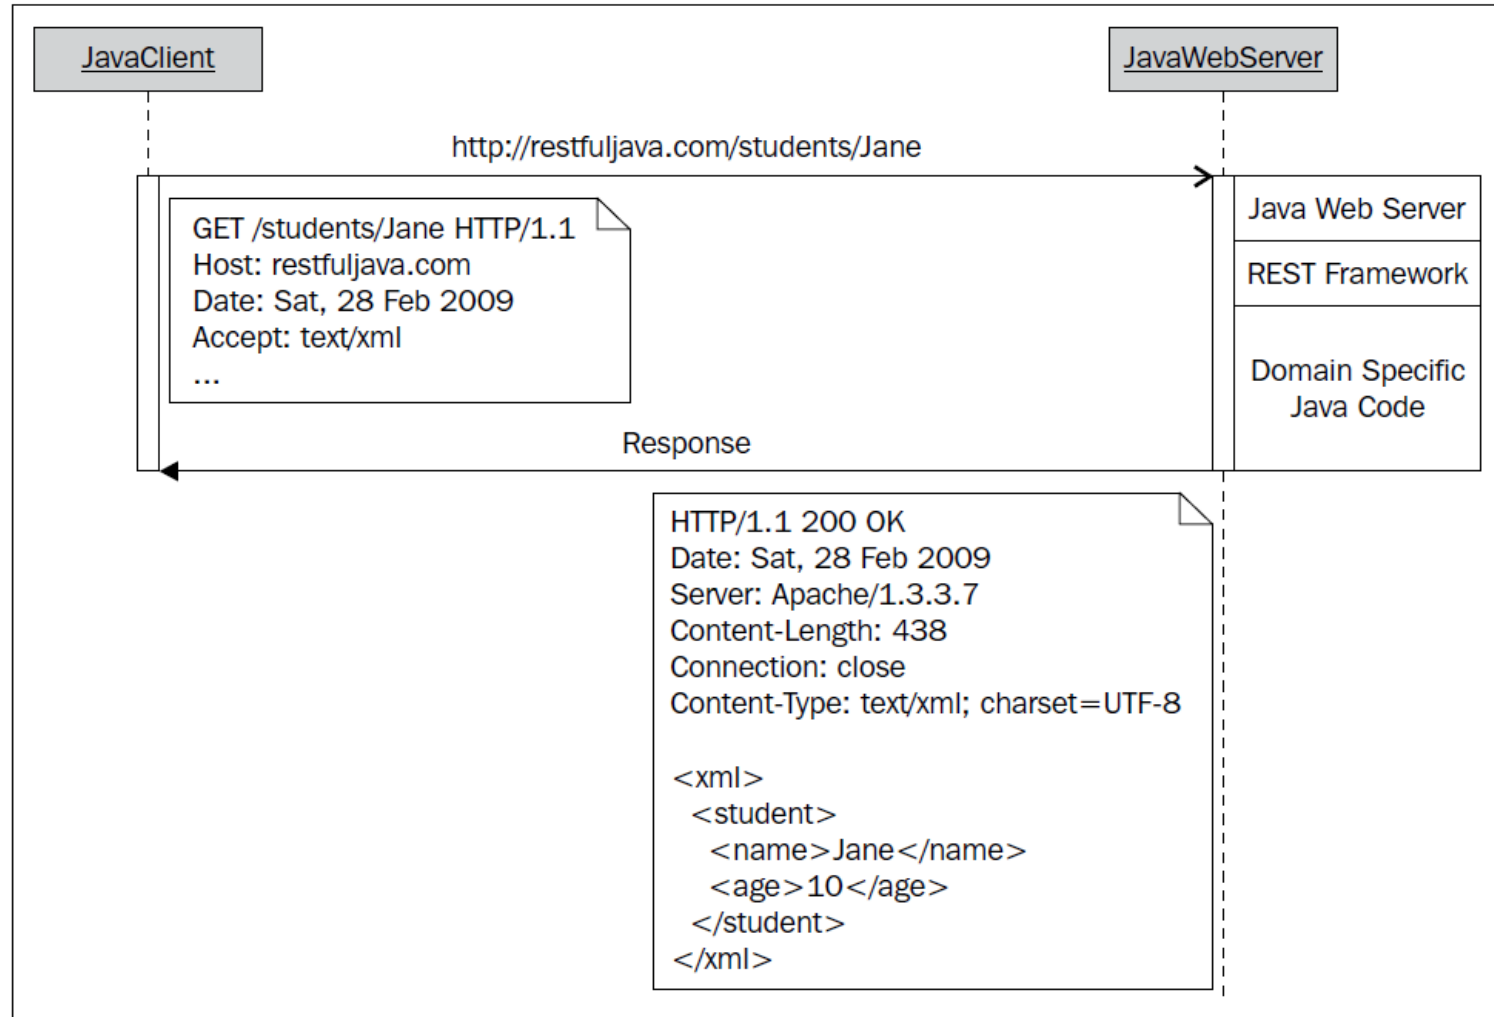 JavaClient
JavaWebServer
http://restfuljava.com/students/Jane
GET /students/Jane HTTP/1.1
Host: restfuljava.com
Date: Sat, 28 Feb 2009
Accept: text/xml
...
Java Web Server
REST Framework
Domain Specific
Java Code
Response
HTTP/1.1 200 OK
Date: Sat, 28 Feb 2009
Server: Apache/1.3.3.7
Content-Length: 438
Connection: close
Content-Type: text/xml; charset=UTF-8
<xml>
<student>
<name>Jane</name>
<age>10</age>
</student>
</xml>